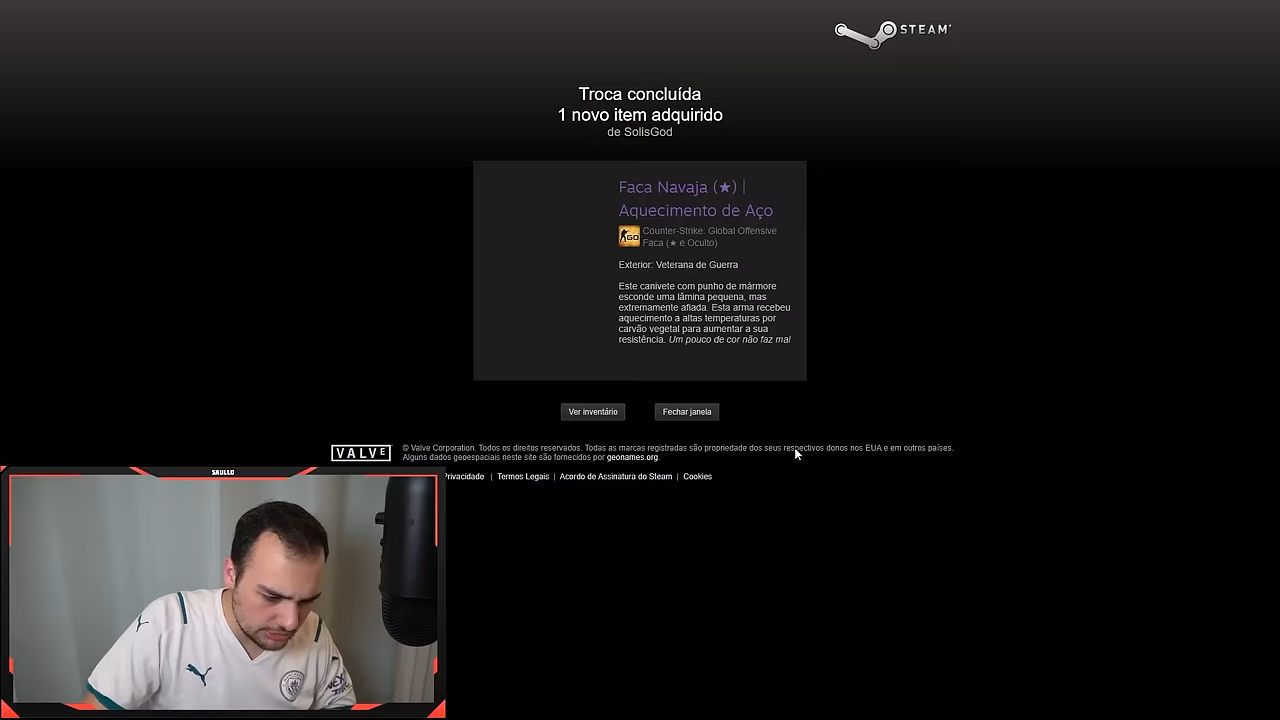 STEAM
Troca concluída
1 novo item adquirido
de SolisGod
Faca Navaja (★) |
Aquecimento de Aço
GO
Counter-Strike: Global Offensive
Faca (★ e Oculto)
Exterior: Veterana de Guerra
Este canivete com punho de mármore
esconde uma lâmina pequena, mas
extremamente afiada. Esta arma recebeu
aquecimento a altas temperaturas por
carvão vegetal para aumentar a sua
resistência. Um pouco de cor não faz mal
Ver inventário
Fechar janela
VALVE
© Valve Corporation. Todos os direitos reservados. Todas as marcas registradas são propriedade dos seus respectivos donos nos EUA e em outros países.
Alguns dados geoespaciais neste site são fornecidos por geonames.org.
Privacidade | Termos Legais | Acordo de Assinatura do Steam | Cookies